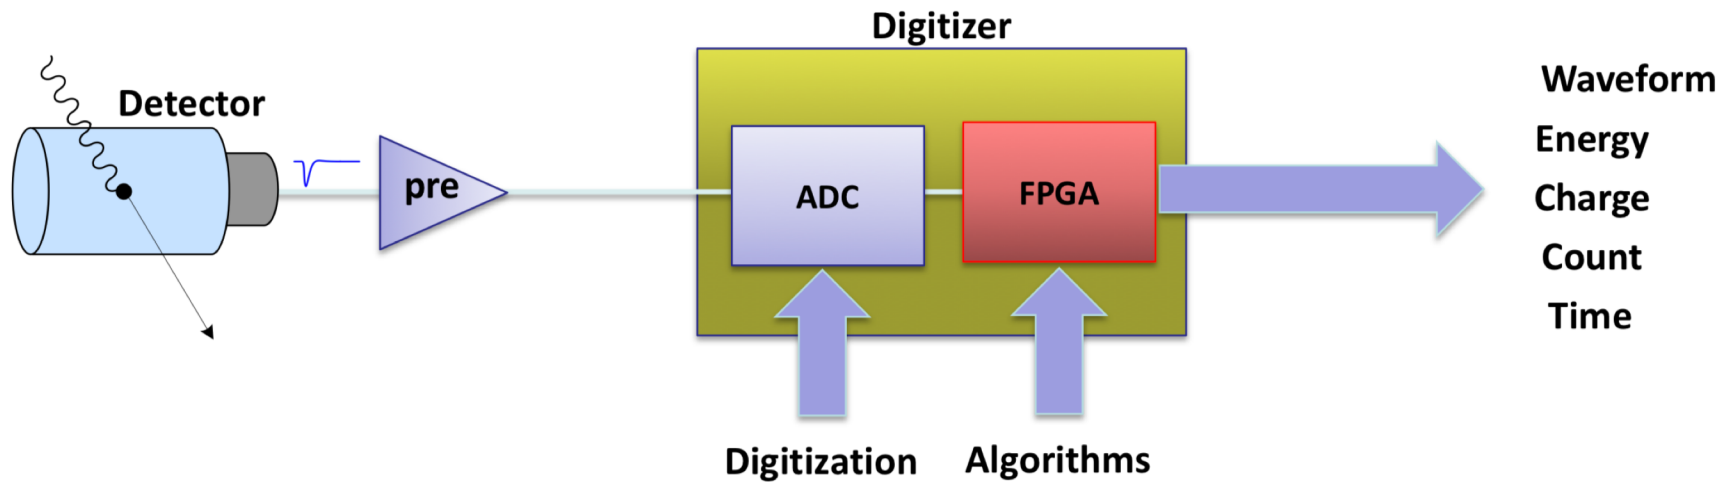 Digitizer
Detector
pre
ADC
FPGA
Waveform
Energy
Charge
Count
Time
Digitization
Algorithms